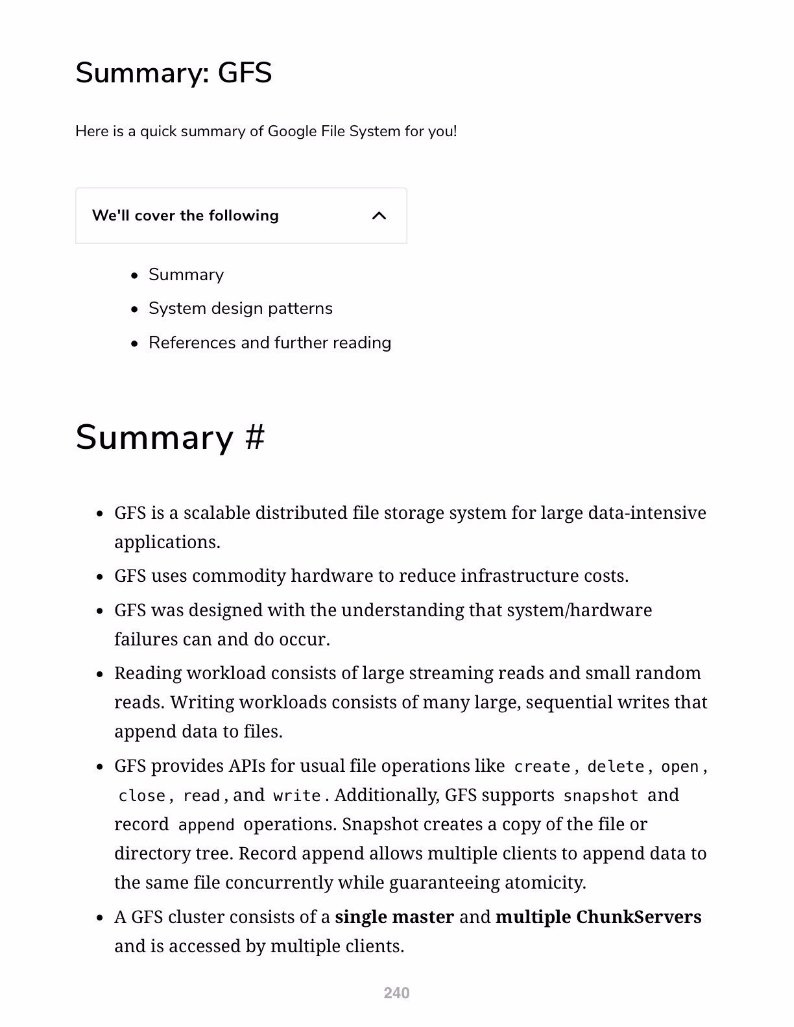 Summary: GFS
Here is a quick summary of Google File System for you!
We'll cover the following
• Summary
• System design patterns
• References and further reading
Summary #
• GFS is a scalable distributed file storage system for large data-intensive
applications.
• GFS uses commodity hardware to reduce infrastructure costs.
• GFS was designed with the understanding that system/hardware
failures can and do occur.
• Reading workload consists of large streaming reads and small random
reads. Writing workloads consists of many large, sequential writes that
append data to files.
• GFS provides APIs for usual file operations like create, delete, open,
close, read, and write. Additionally, GFS supports snapshot and
record append operations. Snapshot creates a copy of the file or
directory tree. Record append allows multiple clients to append data to
the same file concurrently while guaranteeing atomicity.
• A GFS cluster consists of a single master and multiple ChunkServers
and is accessed by multiple clients.
240